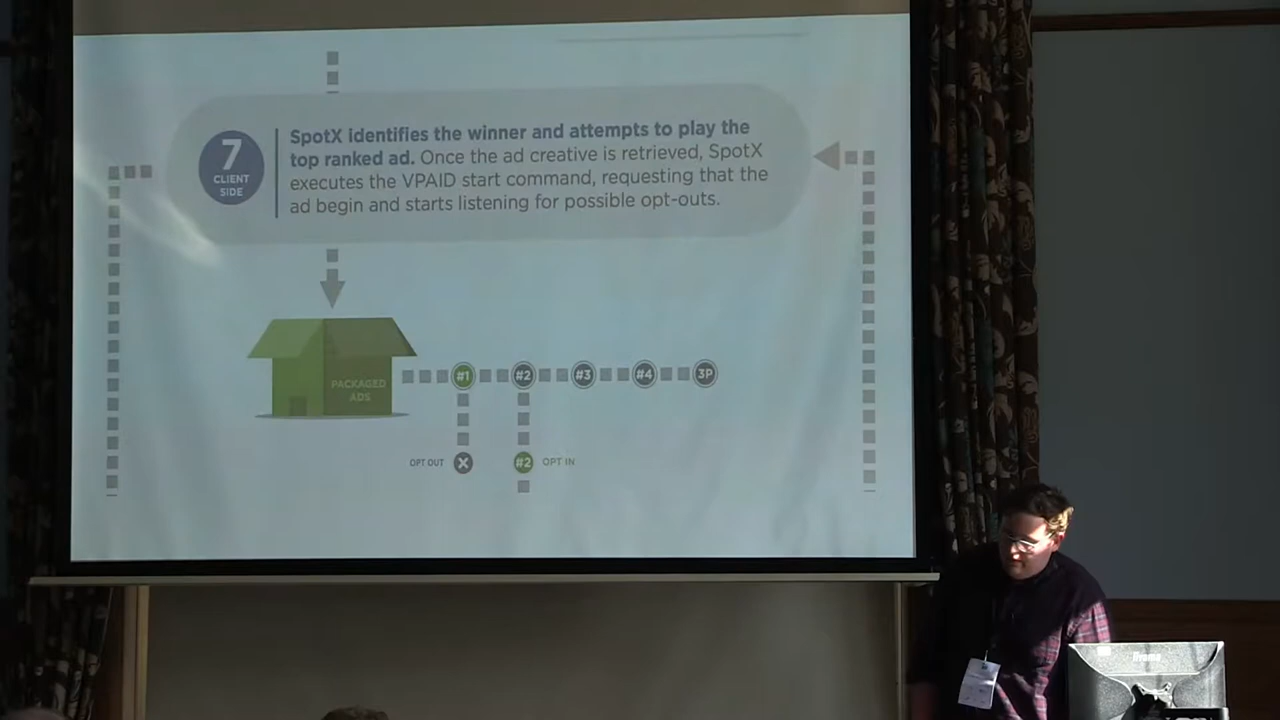 7
CLIENT
SIDE
SpotX identifies the winner and attempts to play the
top ranked ad. Once the ad creative is retrieved, SpotX
executes the VPAID start command, requesting that the
ad begin and starts listening for possible opt-outs.
PACKAGED
ADS
#1
#2
#3
#4
3P
OPT OUT
X
#2
OPT IN
iiyama